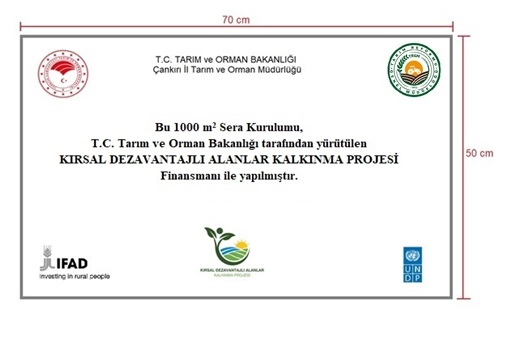 70 cm
T.C. TARIM ve ORMAN BAKANLIĞI
Çankırı İl Tarım ve Orman Müdürlüğü
50 cm
Bu 1000 m² Sera Kurulumu,
T.C. Tarım ve Orman Bakanlığı tarafından yürütülen
KIRSAL DEZAVANTAJLI ALANLAR KALKINMA PROJESİ
Finansmanı ile yapılmıştır.
IFAD
Investing in rural people
KIRSAL DEZAVANTAJLI ALANLAR
KALKINMA PROJESİ
U N
D P